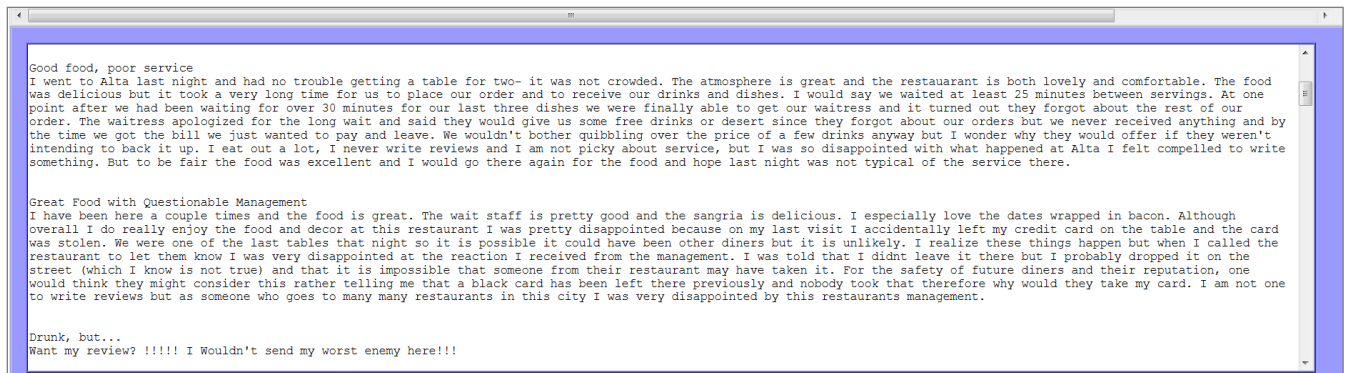 Good food, poor service
I went to Alta last night and had no trouble getting a table for two- it was not crowded. The atmosphere is great and the restauarant is both lovely and comfortable. The food
was delicious but it took a very long time for us to place our order and to receive our drinks and dishes. I would say we waited at least 25 minutes between servings. At one
point after we had been waiting for over 30 minutes for our last three dishes we were finally able to get our waitress and it turned out they forgot about the rest of our
order. The waitress apologized for the long wait and said they would give us some free drinks or desert since they forgot about our orders but we never received anything and by
the time we got the bill we just wanted to pay and leave. We wouldn't bother quibbling over the price of a few drinks anyway but I wonder why they would offer if they weren't
intending to back it up. I eat out a lot, I never write reviews and I am not picky about service, but I was so disappointed with what happened at Alta I felt compelled to write
something. But to be fair the food was excellent and I would go there again for the food and hope last night was not typical of the service there.
Great Food with Questionable Management
I have been here a couple times and the food is great. The wait staff is pretty good and the sangria is delicious. I especially love the dates wrapped in bacon. Although
overall I do really enjoy the food and decor at this restaurant I was pretty disappointed because on my last visit I accidentally left my credit card on the table and the card
was stolen. We were one of the last tables that night so it is possible it could have been other diners but it is unlikely. I realize these things happen but when I called the
restaurant to let them know I was very disappointed at the reaction I received from the management. I was told that I didnt leave it there but I probably dropped it on the
street (which I know is not true) and that it is impossible that someone from their restaurant may have taken it. For the safety of future diners and their reputation, one
would think they might consider this rather telling me that a black card has been left there previously and nobody took that therefore why would they take my card. I am not one
to write reviews but as someone who goes to many many restaurants in this city I was very disappointed by this restaurants management.
Drunk, but...
Want my review? !!!!! I Wouldn't send my worst enemy here!!!